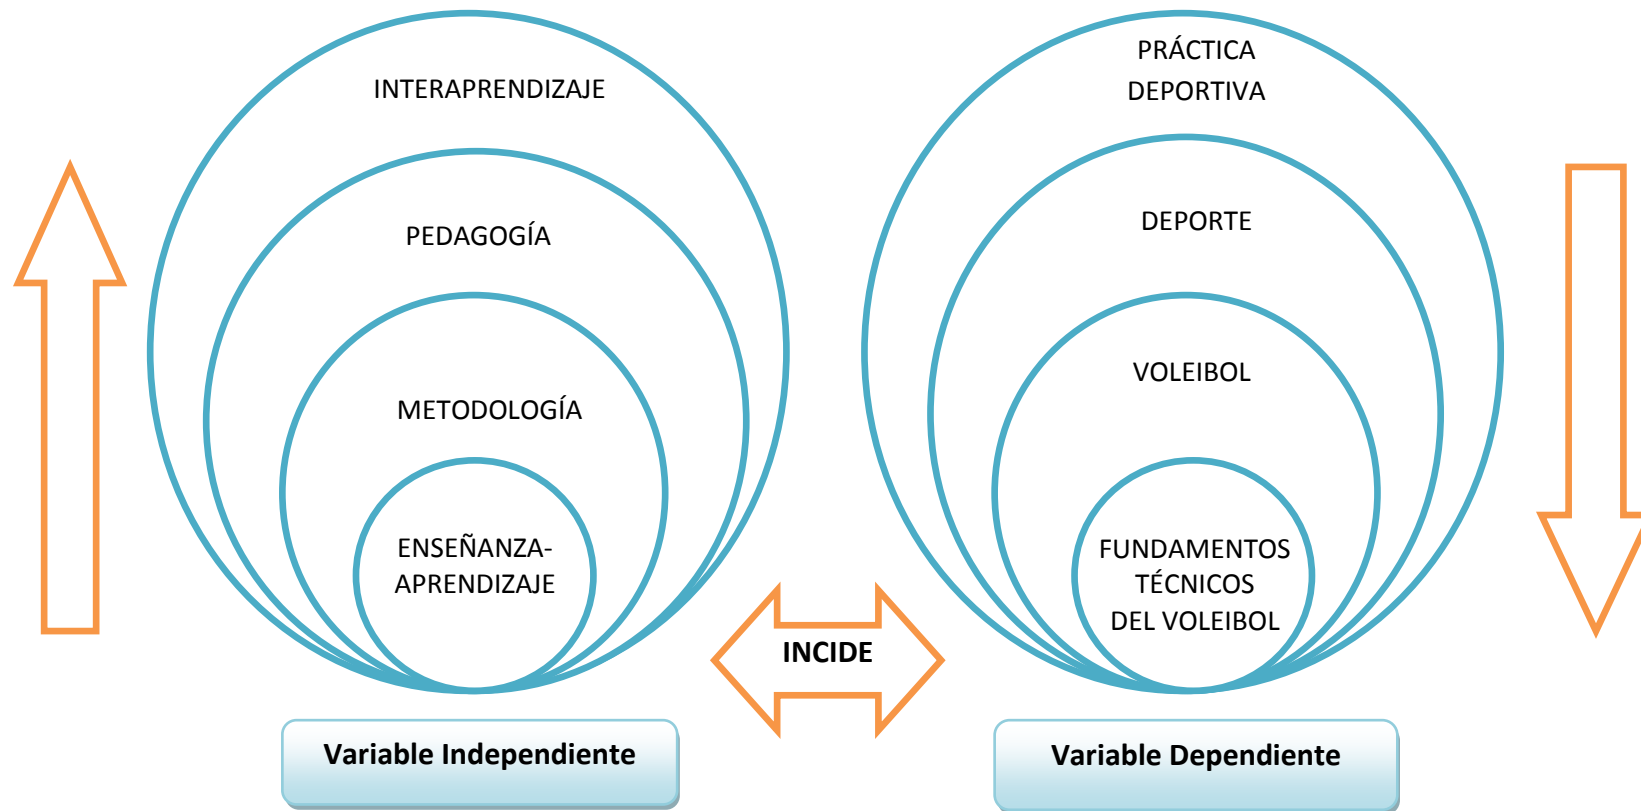 INTERAPRENDIZAJE
PEDAGOGÍA
METODOLOGÍA
ENSEÑANZA-
APRENDIZAJE
PRÁCTICA
DEPORTIVA
DEPORTE
VOLEIBOL
FUNDAMENTOS
TÉCNICOS
DEL VOLEIBOL
INCIDE
Variable Independiente
Variable Dependiente